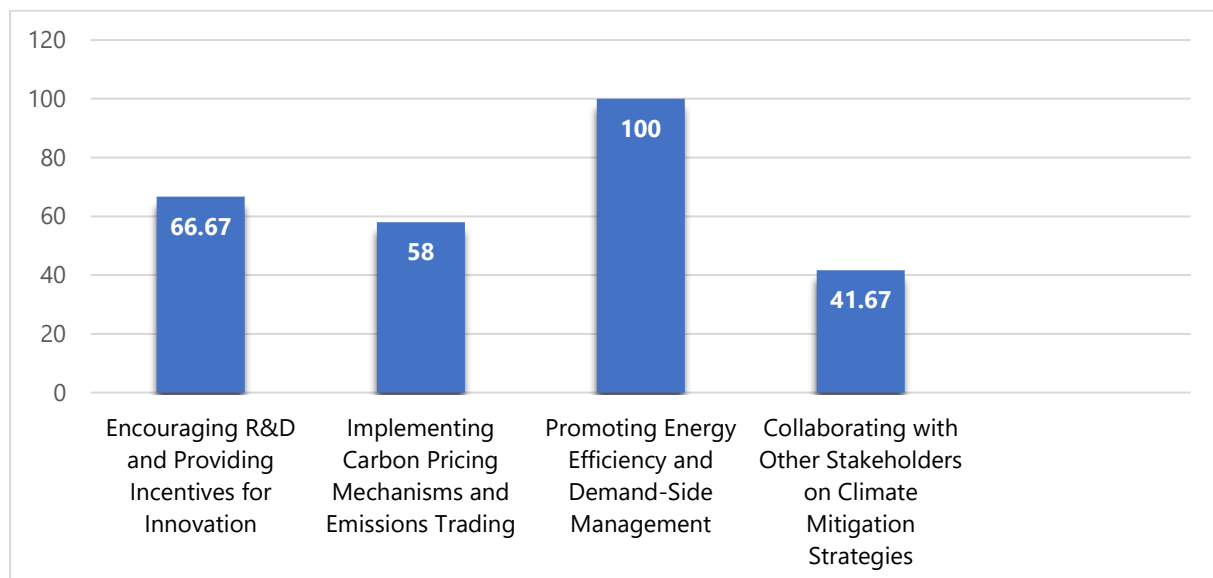 120
100
80
60
40
20
0
66.67
58
100
41.67
Encouraging R&D
and Providing
Incentives for
Innovation
Implementing
Carbon Pricing
Mechanisms and
Emissions Trading
Promoting Energy
Efficiency and
Demand-Side
Management
Collaborating with
Other Stakeholders
on Climate
Mitigation
Strategies